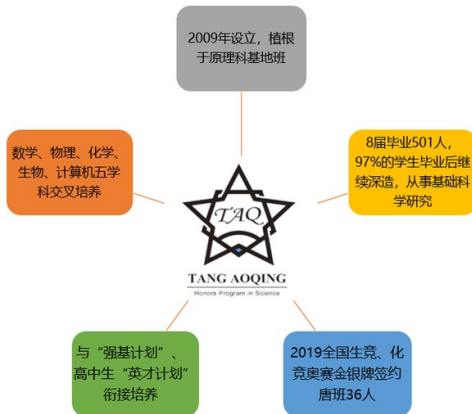 2009年设立，植根
于原理科基地班
数学、物理、化学、
生物、计算机五学
科交叉培养
8届毕业501人，
97%的学生毕业后继
续深造，从事基础科
学研究
TAQ
TANG AOQING
Honors Program in Science
与“强基计划”、
高中生“英才计划”
衔接培养
2019全国生竞、化
竞奥赛金银牌签约
唐班36人